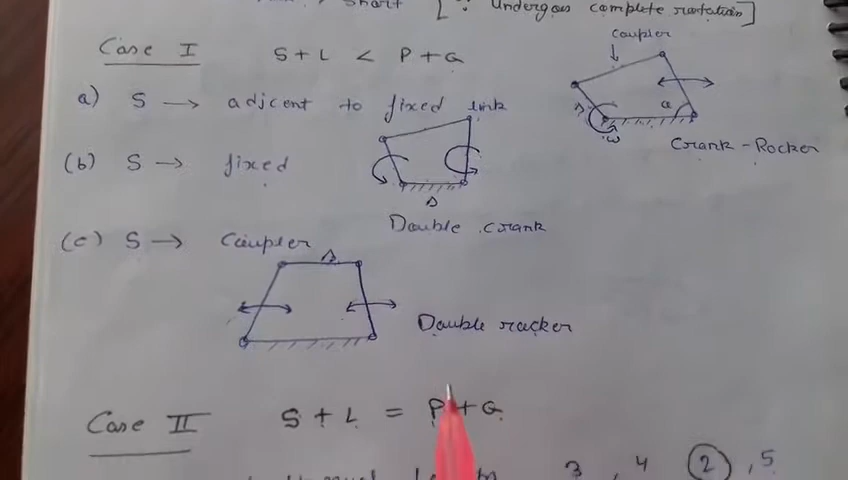 short [∵ Undergoes complete rotation]
coupler
Case I S + L < P + Q
a) S → adjcent to fixed link
s
ω
Q
Crank - Rocker
(b) S → fixed
s
Double crank
(c) S → Coupler
s
Double rocker
Case II S + L = P + Q
3, 4 2, 5